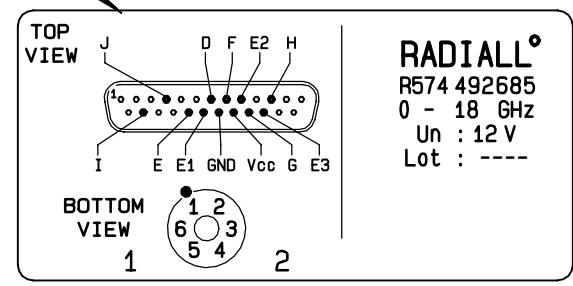 TOP
VIEW
J D F E2 H
1
I E E1 GND Vcc G E3
BOTTOM
VIEW
1 2
6 3
5 4
1 2
RADIALL°
R574 492685
0 - 18 GHz
Un : 12 V
Lot : ----